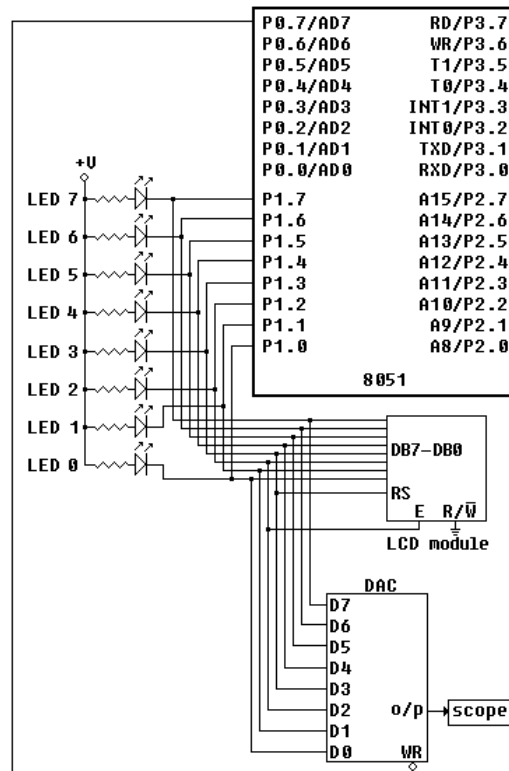 P0.7/AD7 RD/P3.7
P0.6/AD6 WR/P3.6
P0.5/AD5 T1/P3.5
P0.4/AD4 T0/P3.4
P0.3/AD3 INT1/P3.3
P0.2/AD2 INT0/P3.2
P0.1/AD1 TXD/P3.1
P0.0/AD0 RXD/P3.0
+V
LED 7 P1.7 A15/P2.7
P1.6 A14/P2.6
LED 6
P1.5 A13/P2.5
LED 5 P1.4 A12/P2.4
P1.3 A11/P2.3
LED 4 P1.2 A10/P2.2
P1.1 A9/P2.1
LED 3 P1.0 A8/P2.0
8051
LED 2
LED 1
DB7-DB0
LED 0
RS
E R/W̅
LCD module
DAC
D7
D6
D5
D4
D3
D2 o/p scope
D1
D0 WR